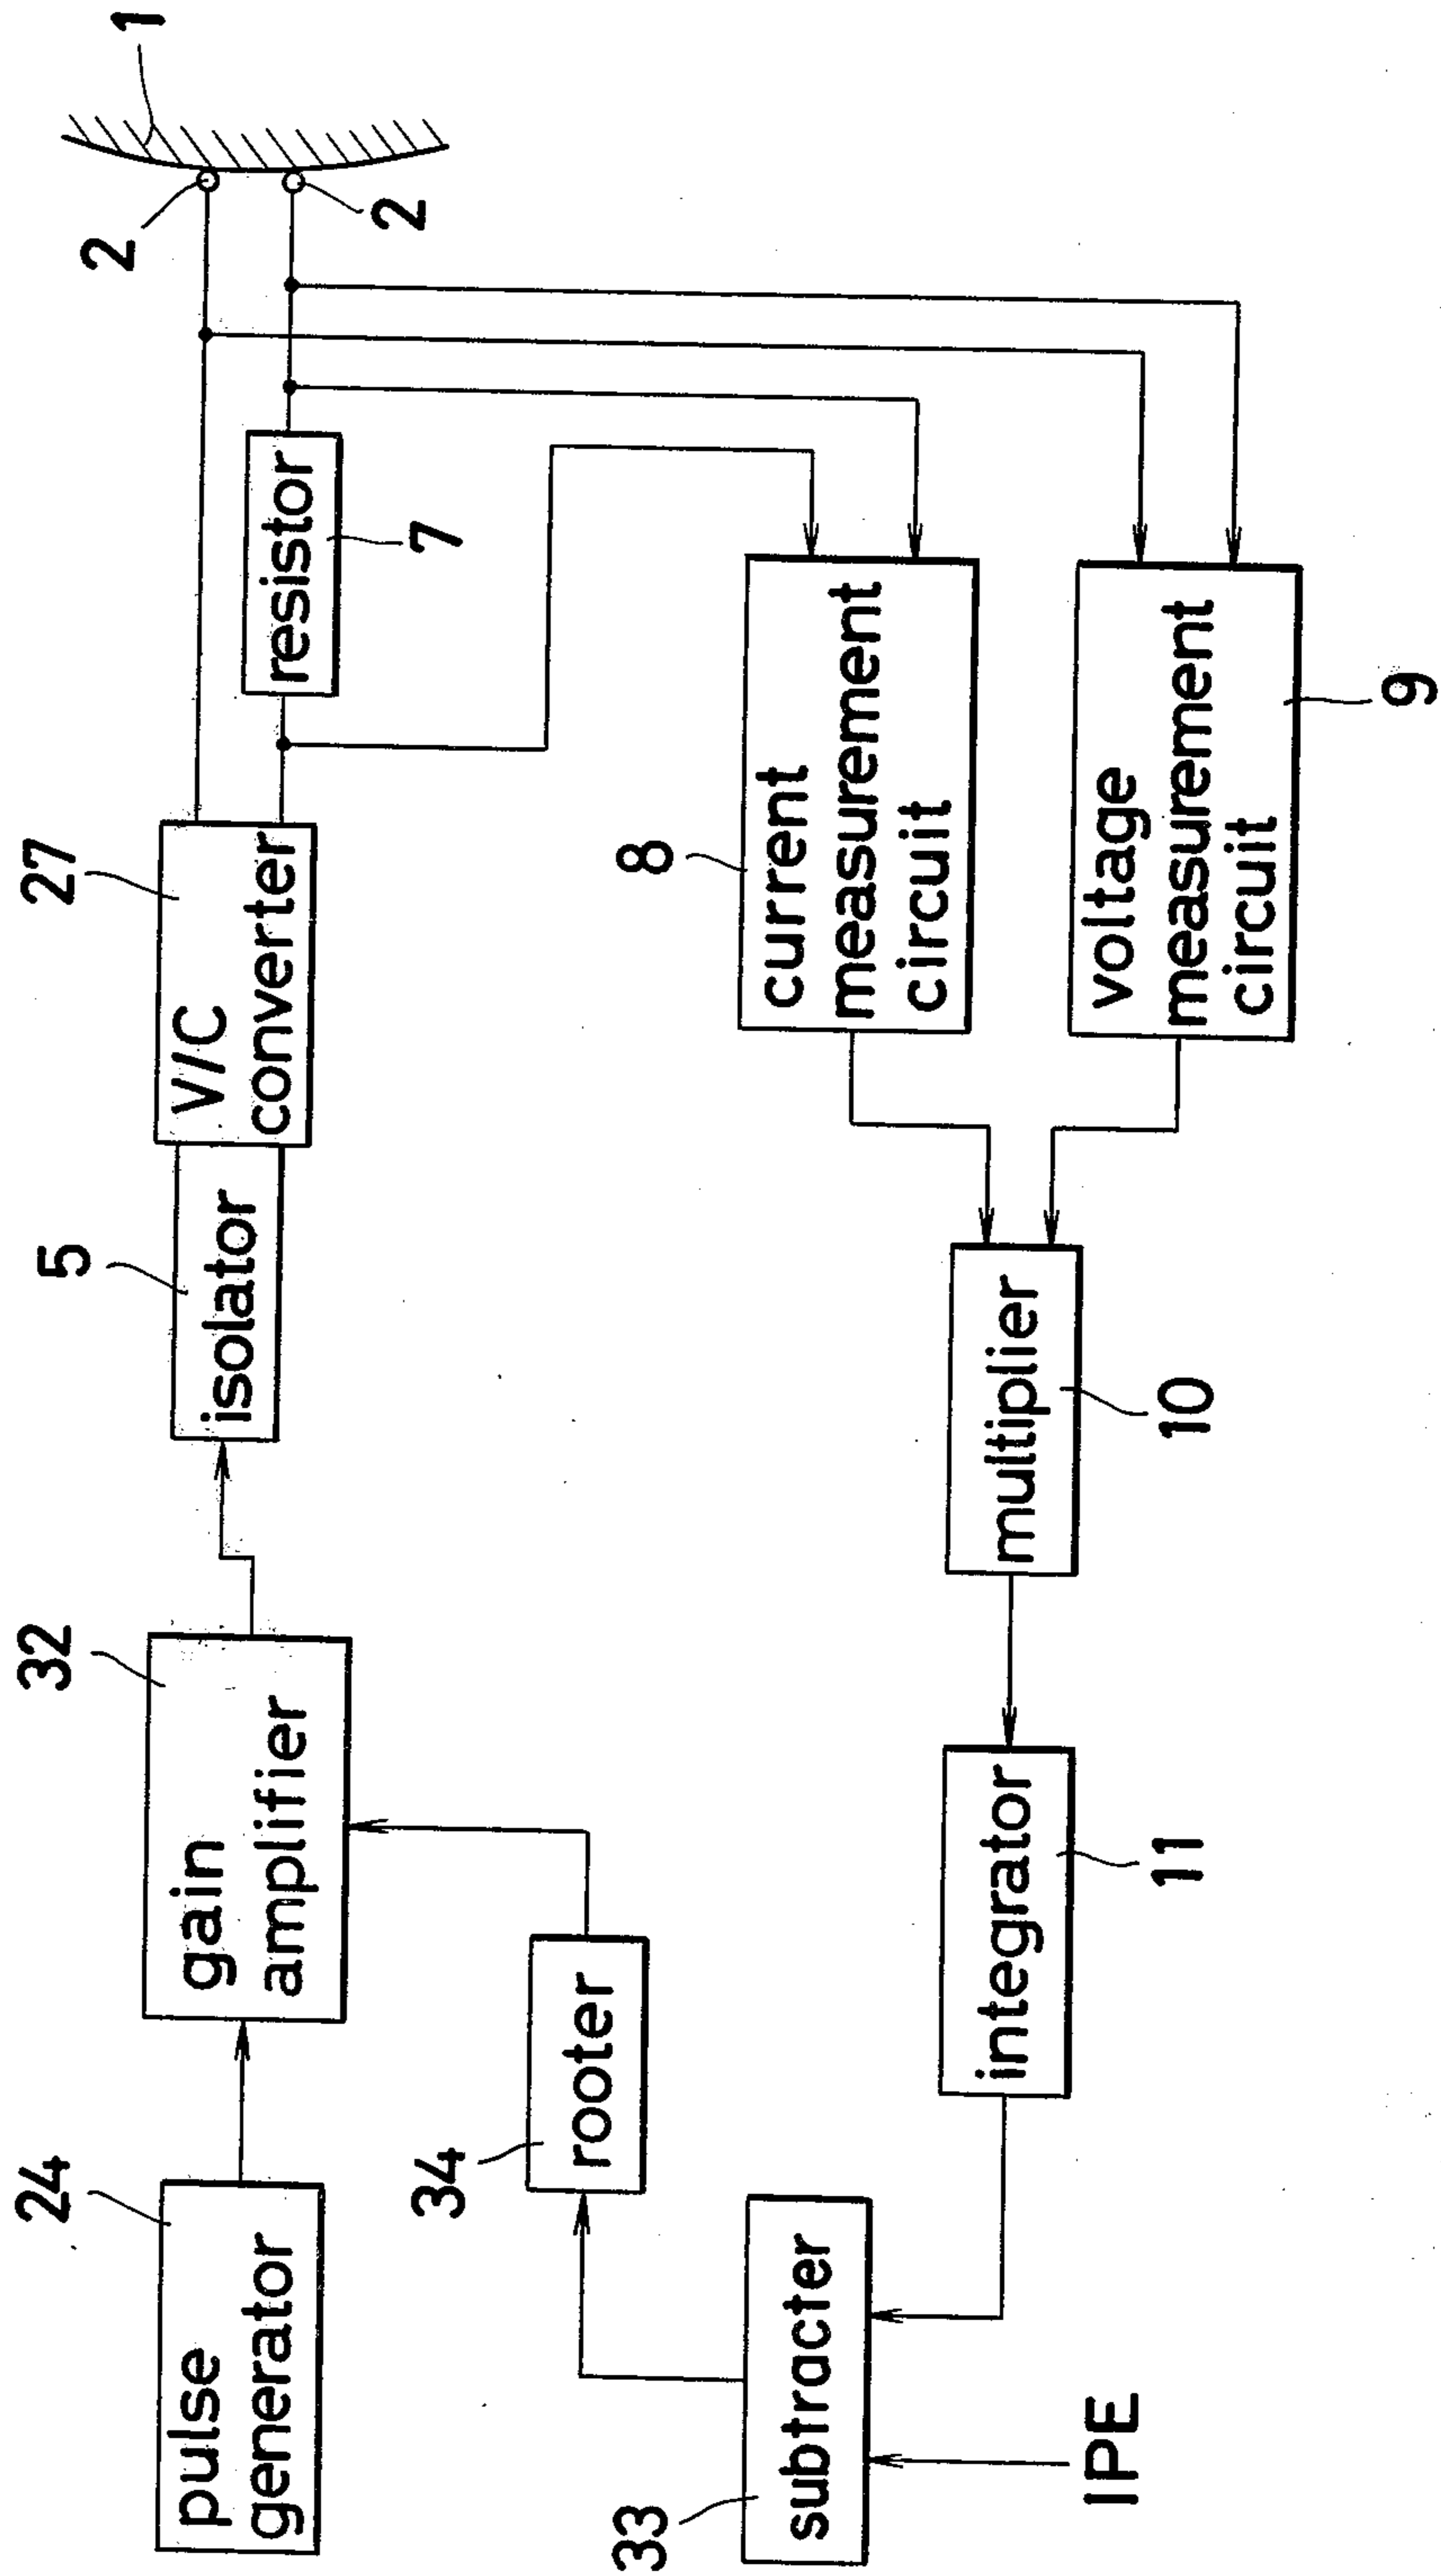 24
pulse
generator
32
gain
amplifier
5
isolator
27
V/C
converter
resistor
7
2
2
1
34
rooter
33
subtracter
IPE
integrator
11
multiplier
10
8
current
measurement
circuit
voltage
measurement
circuit
9